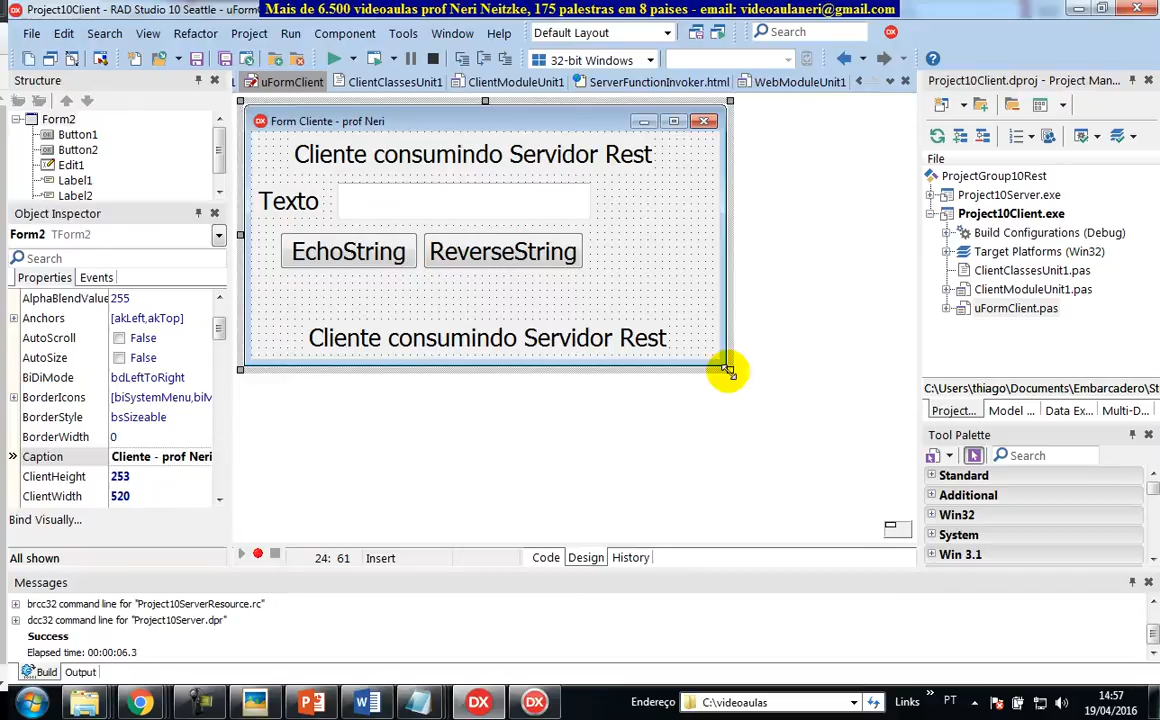 Project10Client - RAD Studio 10 Seattle - uForm
Mais de 6.500 videoaulas prof Neri Neitzke, 175 palestras em 8 paises - email: videoaulaneri@gmail.com
File Edit Search View Refactor Project Run Component Tools Window Help
Default Layout
Search
32-bit Windows
Structure
uFormClient ClientClassesUnit1 ClientModuleUnit1 ServerFunctionInvoker.html WebModuleUnit1
Project10Client.dproj - Project Man...
Form2
Button1
Button2
Edit1
Label1
Label2
Form Cliente - prof Neri
Cliente consumindo Servidor Rest
Texto
EchoString ReverseString
Cliente consumindo Servidor Rest
File
ProjectGroup10Rest
Project10Server.exe
Project10Client.exe
Build Configurations (Debug)
Target Platforms (Win32)
ClientClassesUnit1.pas
ClientModuleUnit1.pas
uFormClient.pas
Object Inspector
Form2 TForm2
Search
Properties Events
AlphaBlendValue 255
Anchors [akLeft,akTop]
AutoScroll False
AutoSize False
BiDiMode bdLeftToRight
BorderIcons [biSystemMenu,biM
BorderStyle bsSizeable
BorderWidth 0
Caption Cliente - prof Neri
ClientHeight 253
ClientWidth 520
Bind Visually...
All shown
C:\Users\thiago\Documents\Embarcadero\St
Project... Model ... Data Ex... Multi-D...
Tool Palette
Search
Standard
Additional
Win32
System
Win 3.1
24: 61 Insert Code Design History
Messages
brcc32 command line for "Project10ServerResource.rc"
dcc32 command line for "Project10Server.dpr"
Success
Elapsed time: 00:00:06.3
Build Output
Endereço C:\videoaulas Links » PT
14:57
19/04/2016